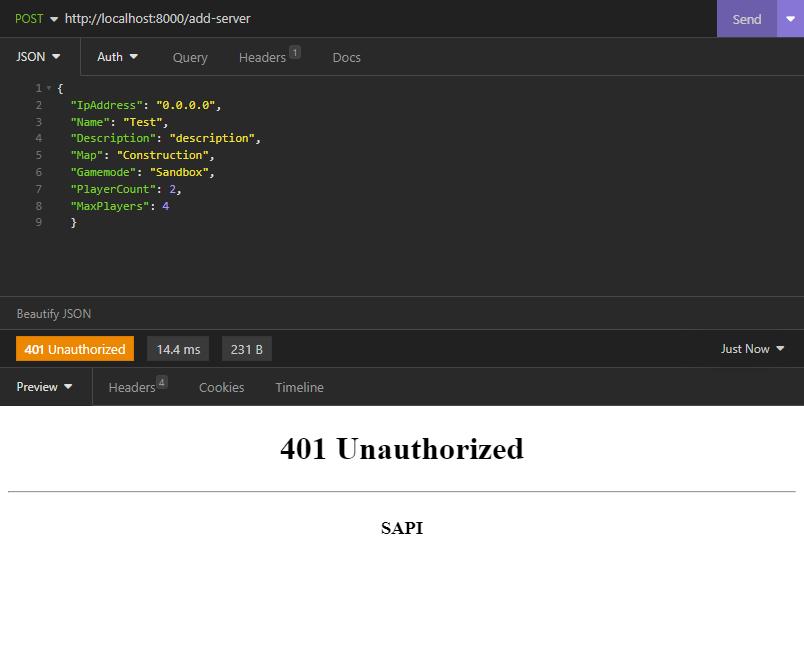 POST http://localhost:8000/add-server Send
JSON Auth Query Headers 1 Docs
1 {
2 "IpAddress": "0.0.0.0",
3 "Name": "Test",
4 "Description": "description",
5 "Map": "Construction",
6 "Gamemode": "Sandbox",
7 "PlayerCount": 2,
8 "MaxPlayers": 4
9 }
Beautify JSON
401 Unauthorized 14.4 ms 231 B Just Now
Preview Headers 4 Cookies Timeline
401 Unauthorized
SAPI